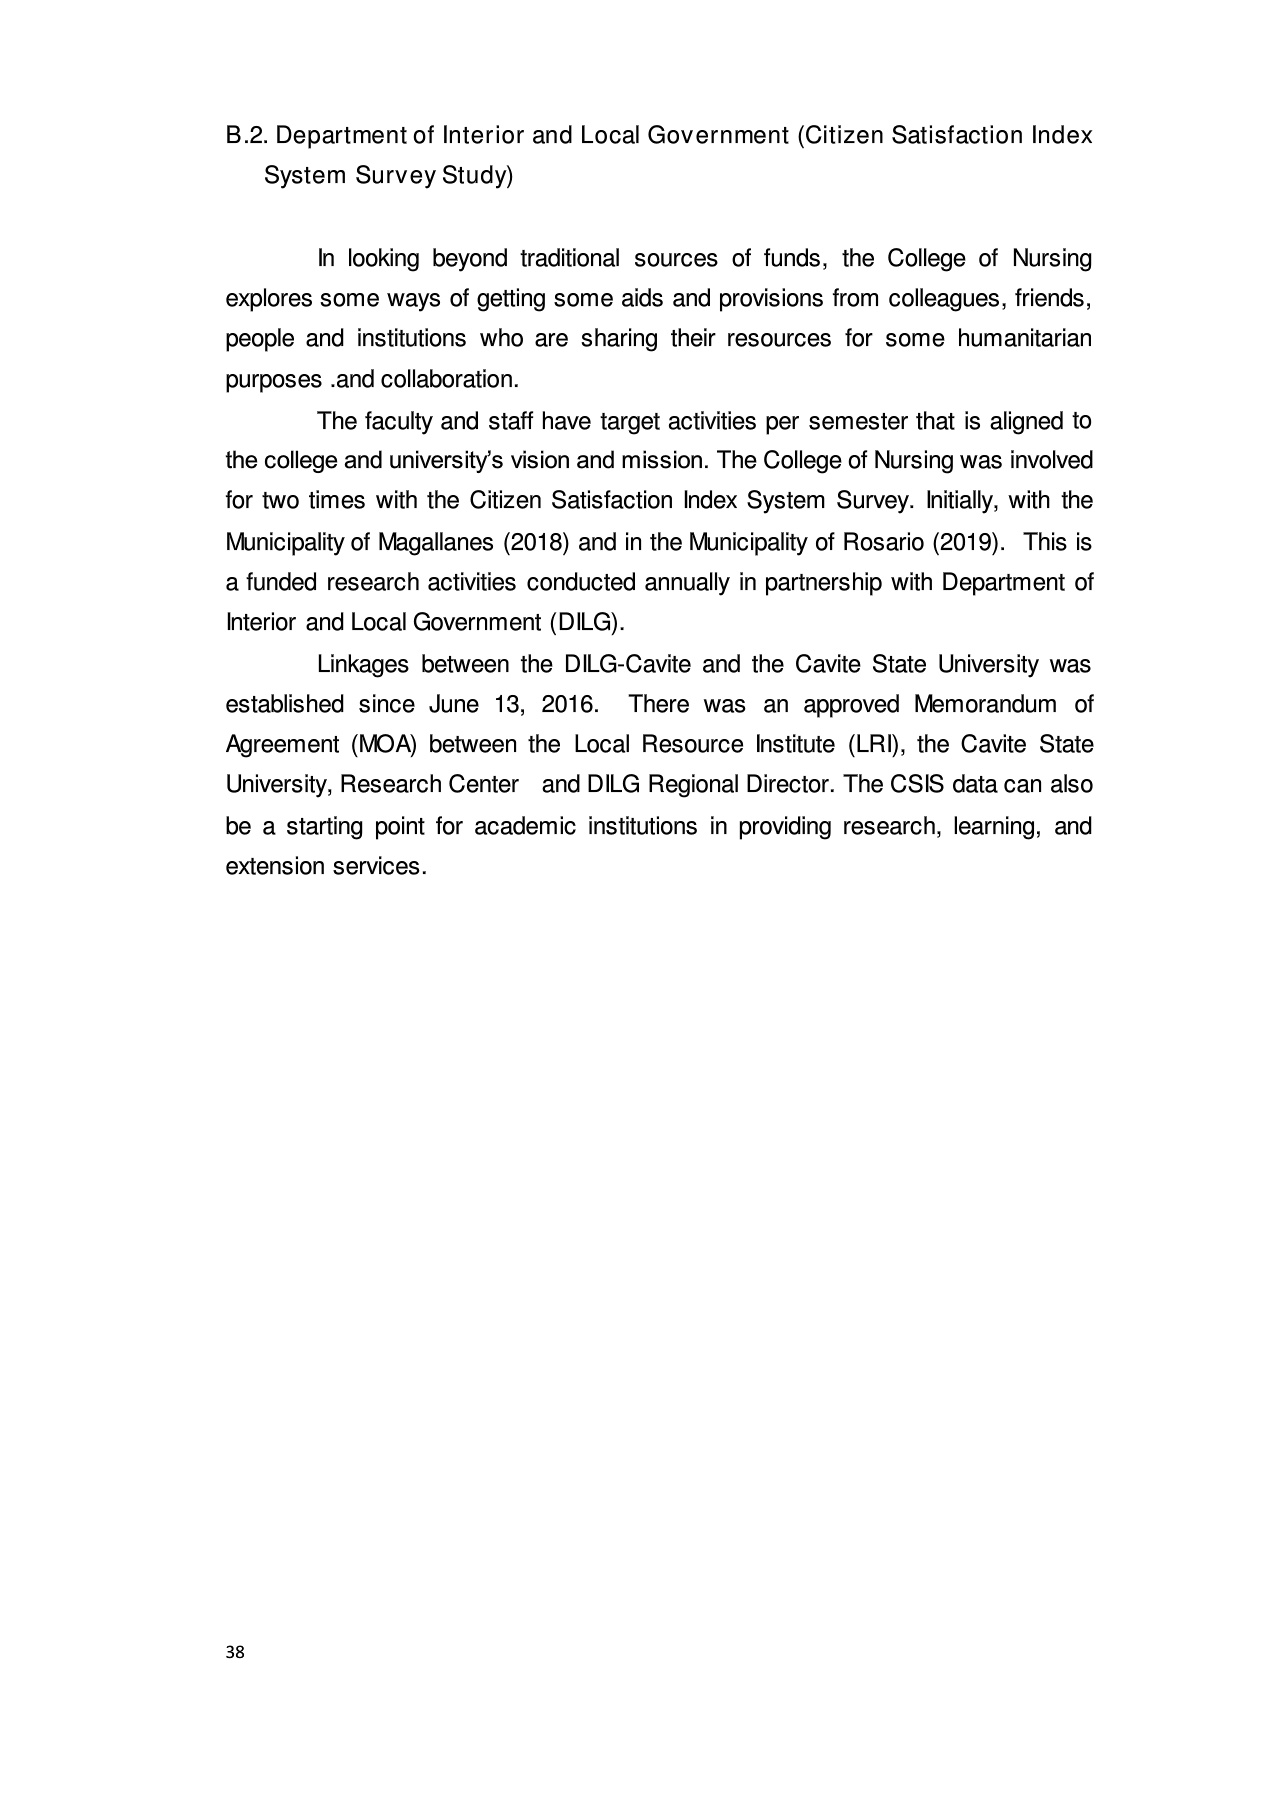 B.2. Department of Interior and Local Government (Citizen Satisfaction Index
System Survey Study)
In looking beyond traditional sources of funds, the College of Nursing
explores some ways of getting some aids and provisions from colleagues, friends,
people and institutions who are sharing their resources for some humanitarian
purposes .and collaboration.
The faculty and staff have target activities per semester that is aligned to
the college and university’s vision and mission. The College of Nursing was involved
for two times with the Citizen Satisfaction Index System Survey. Initially, with the
Municipality of Magallanes (2018) and in the Municipality of Rosario (2019). This is
a funded research activities conducted annually in partnership with Department of
Interior and Local Government (DILG).
Linkages between the DILG-Cavite and the Cavite State University was
established since June 13, 2016. There was an approved Memorandum of
Agreement (MOA) between the Local Resource Institute (LRI), the Cavite State
University, Research Center and DILG Regional Director. The CSIS data can also
be a starting point for academic institutions in providing research, learning, and
extension services.
38